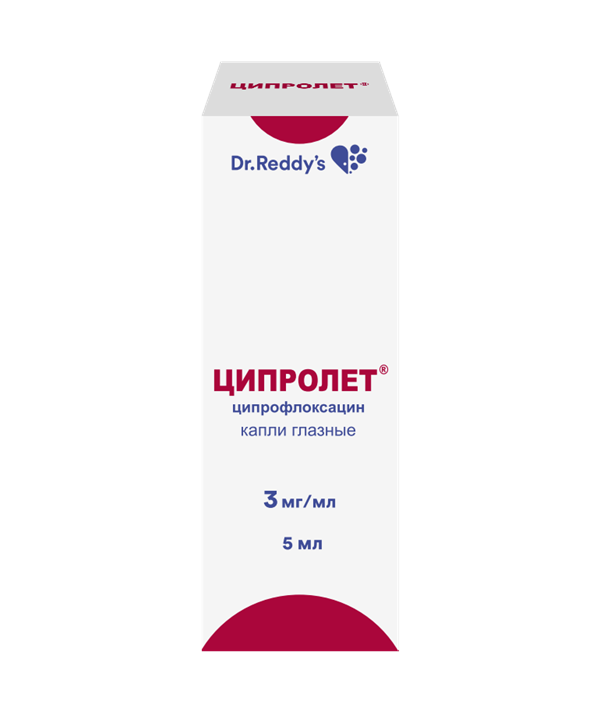 ЦИПРОЛЕТ®
Dr.Reddy's
ЦИПРОЛЕТ®
ципрофлоксацин
капли глазные
3 мг/мл
5 мл